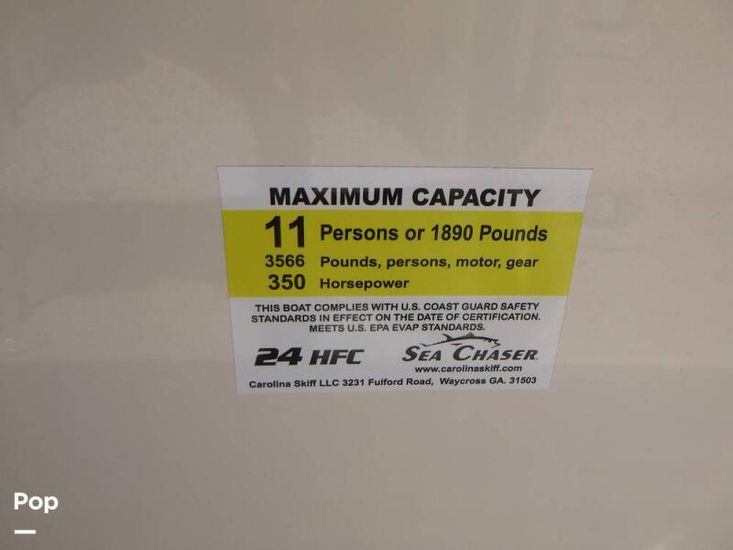 MAXIMUM CAPACITY
11 Persons or 1890 Pounds
3566 Pounds, persons, motor, gear
350 Horsepower
THIS BOAT COMPLIES WITH U.S. COAST GUARD SAFETY
STANDARDS IN EFFECT ON THE DATE OF CERTIFICATION.
MEETS U.S. EPA EVAP STANDARDS.
24 HFC SEA CHASER
www.carolinaskiff.com
Carolina Skiff LLC 3231 Fulford Road, Waycross GA. 31503
Pop